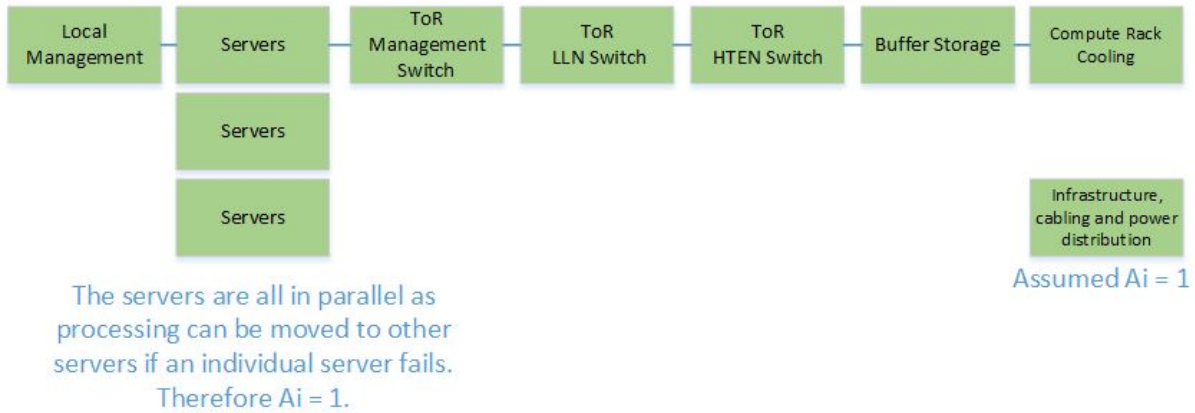 Local
Management
Servers
ToR
Management
Switch
ToR
LLN Switch
ToR
HTEN Switch
Buffer Storage
Compute Rack
Cooling
Servers
Servers
Infrastructure,
cabling and power
distribution
Assumed Ai = 1
The servers are all in parallel as
processing can be moved to other
servers if an individual server fails.
Therefore Ai = 1.